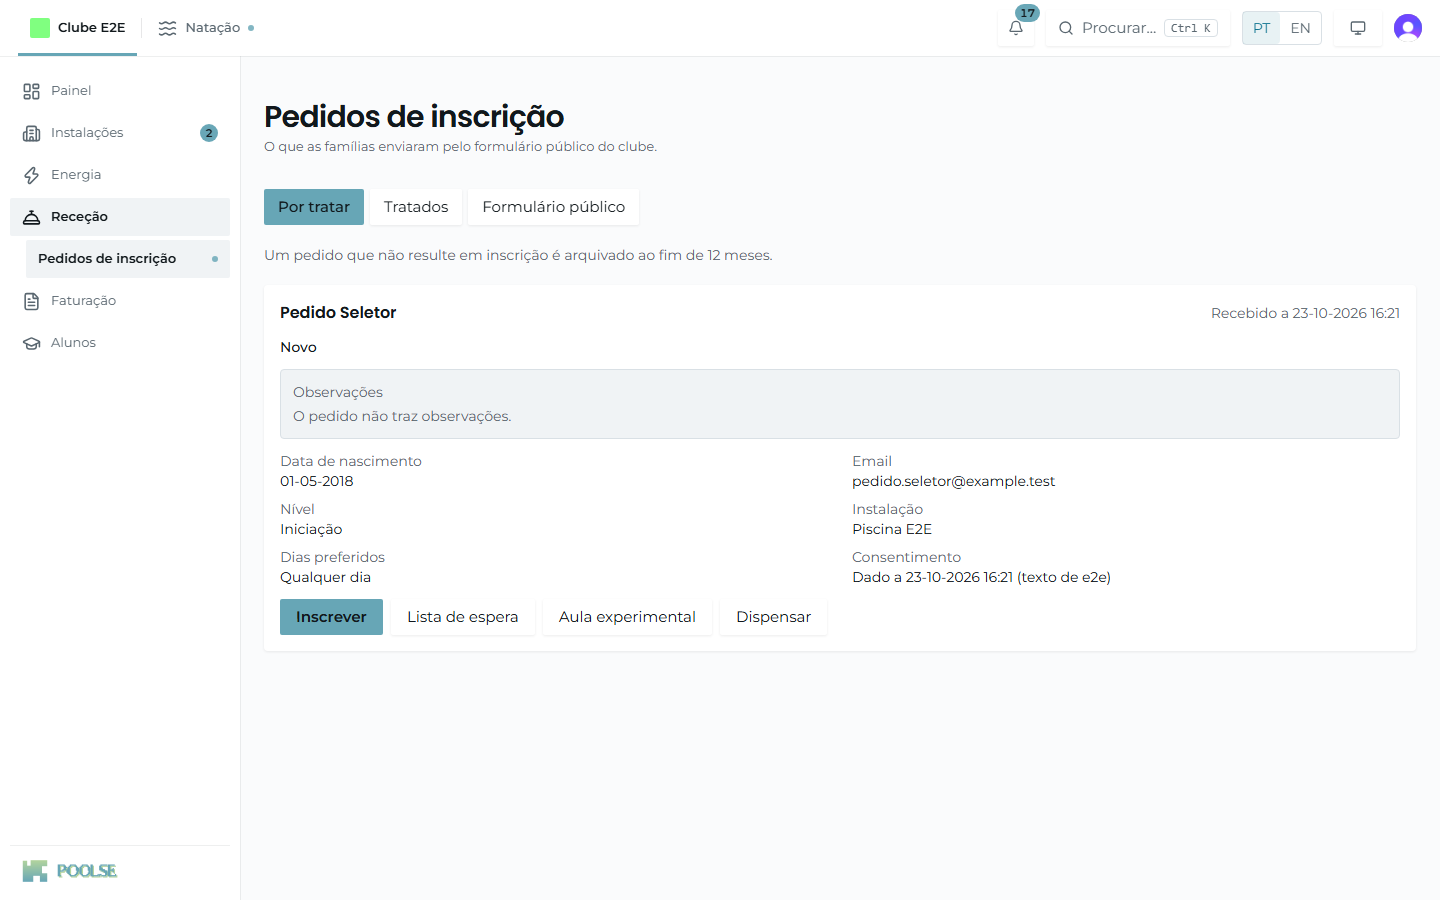 Clube E2E
Natação
17
Procurar... Ctrl K
PT EN
Painel
Instalações 2
Energia
Receção
Pedidos de inscrição
Faturação
Alunos
POOLSE
Pedidos de inscrição
O que as famílias enviaram pelo formulário público do clube.
Por tratar Tratados Formulário público
Um pedido que não resulte em inscrição é arquivado ao fim de 12 meses.
Pedido Seletor Recebido a 23-10-2026 16:21
Novo
Observações
O pedido não traz observações.
Data de nascimento Email
01-05-2018 pedido.seletor@example.test
Nível Instalação
Iniciação Piscina E2E
Dias preferidos Consentimento
Qualquer dia Dado a 23-10-2026 16:21 (texto de e2e)
Inscrever Lista de espera Aula experimental Dispensar